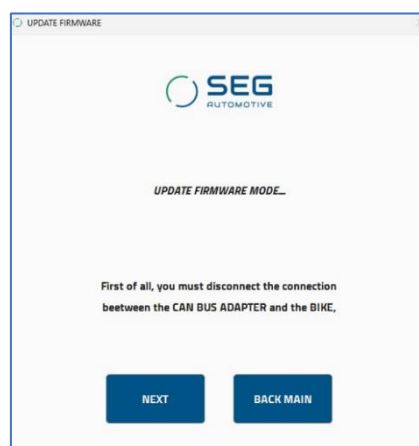 UPDATE FIRMWARE
SEG
AUTOMOTIVE
UPDATE FIRMWARE MODE...
First of all, you must disconnect the connection
beetween the CAN BUS ADAPTER and the BIKE,
NEXT
BACK MAIN